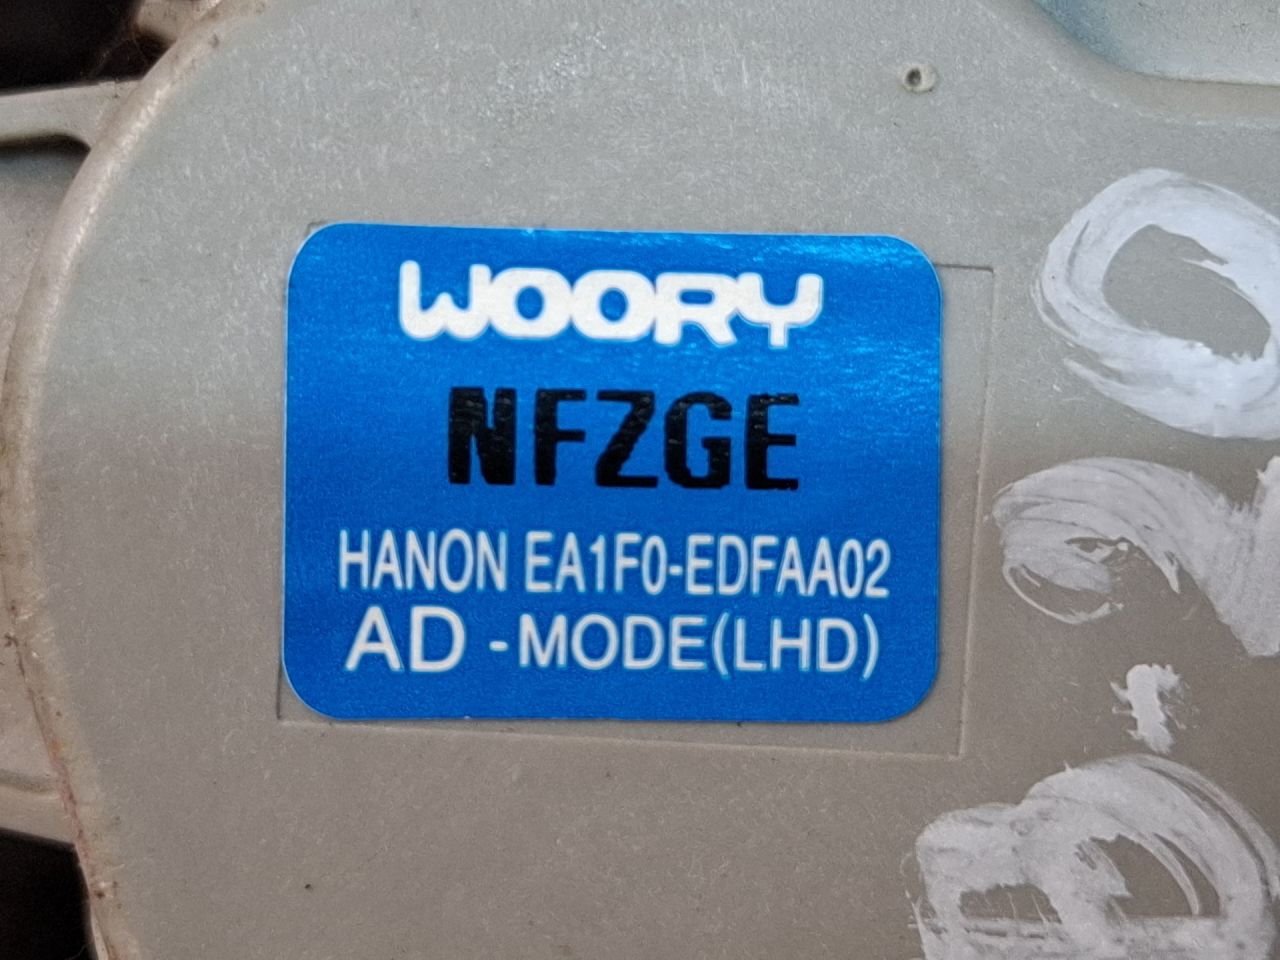 WOORY
NFZGE
HANON EA1F0-EDFAA02
AD -MODE(LHD)